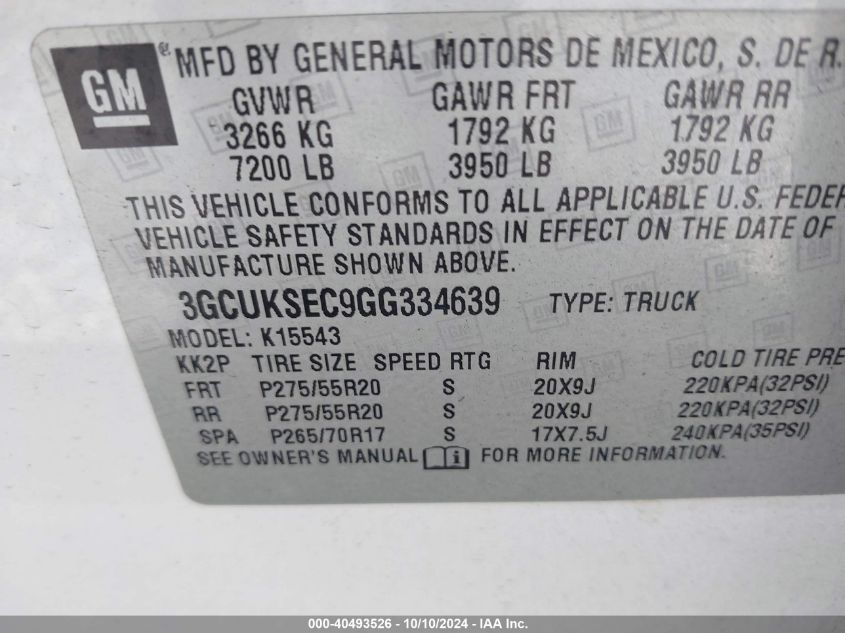 GM ® MFD BY GENERAL MOTORS DE MEXICO, S. DE R.
GVWR GAWR FRT GAWR RR
3266 KG 1792 KG 1792 KG
7200 LB 3950 LB 3950 LB
THIS VEHICLE CONFORMS TO ALL APPLICABLE U.S. FEDER
VEHICLE SAFETY STANDARDS IN EFFECT ON THE DATE OF
MANUFACTURE SHOWN ABOVE.
3GCUKSEC9GG334639 TYPE: TRUCK
MODEL: K15543
KK2P TIRE SIZE SPEED RTG RIM COLD TIRE PRE
FRT P275/55R20 S 20X9J 220KPA(32PSI)
RR P275/55R20 S 20X9J 220KPA(32PSI)
SPA P265/70R17 S 17X7.5J 240KPA(35PSI)
SEE OWNER'S MANUAL i FOR MORE INFORMATION.
000-40493526 - 10/10/2024 - IAA Inc.